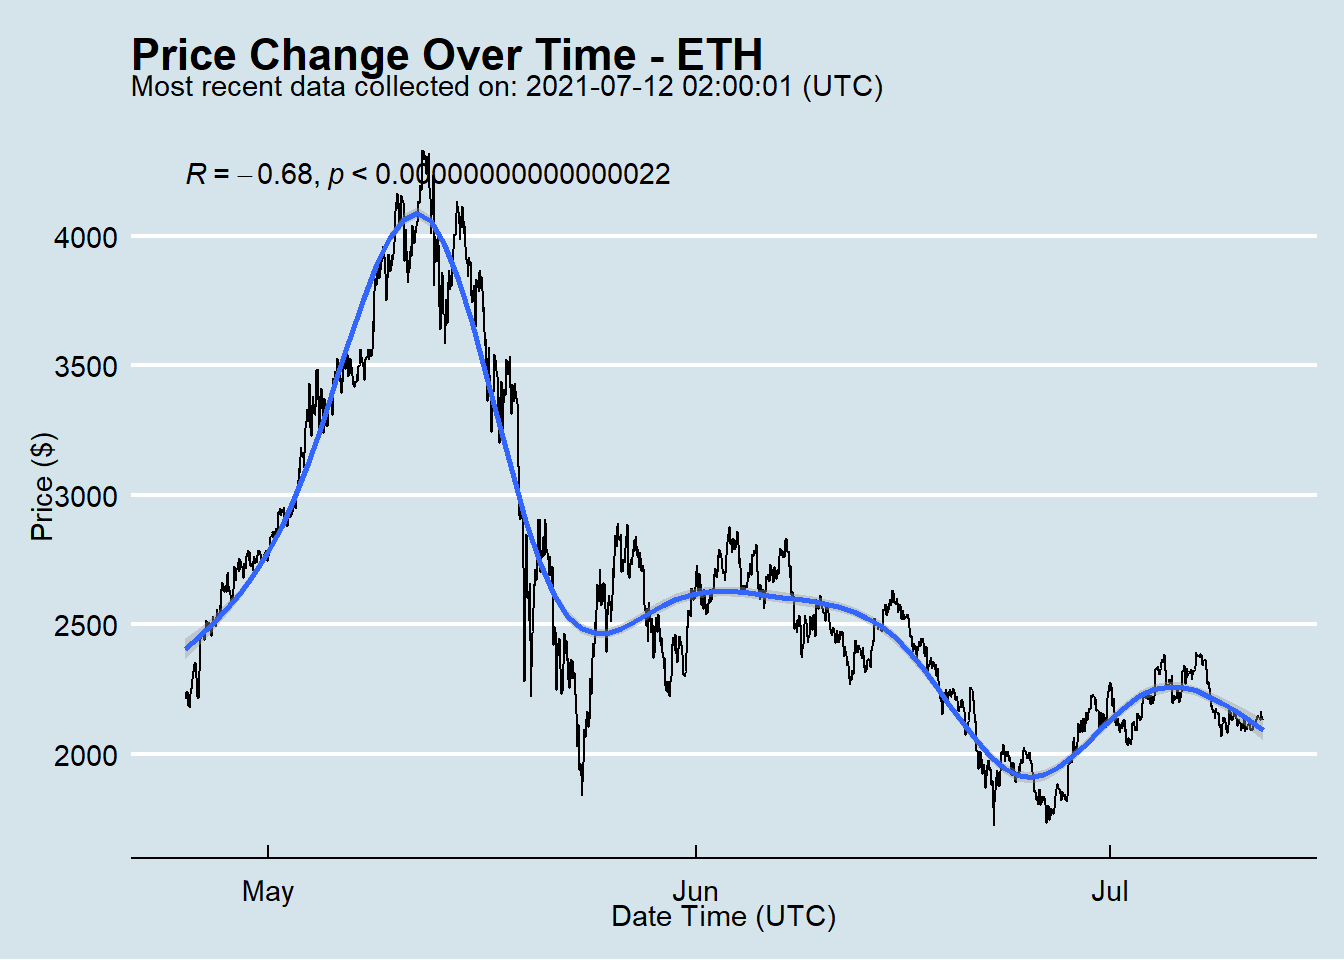 Price Change Over Time - ETH
Most recent data collected on: 2021-07-12 02:00:01 (UTC)
R = −0.68, p < 0.00000000000000022
4000
3500
3000
2500
2000
Price ($)
May
Jun
Jul
Date Time (UTC)